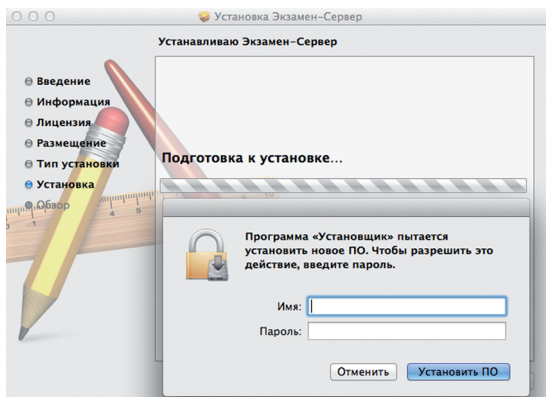 Установка Экзамен-Сервер
Устанавливаю Экзамен-Сервер
Введение
Информация
Лицензия
Размещение
Тип установки
Установка
Обзор
Подготовка к установке...
Программа «Установщик» пытается
установить новое ПО. Чтобы разрешить это
действие, введите пароль.
Имя:
Пароль:
Отменить
Установить ПО